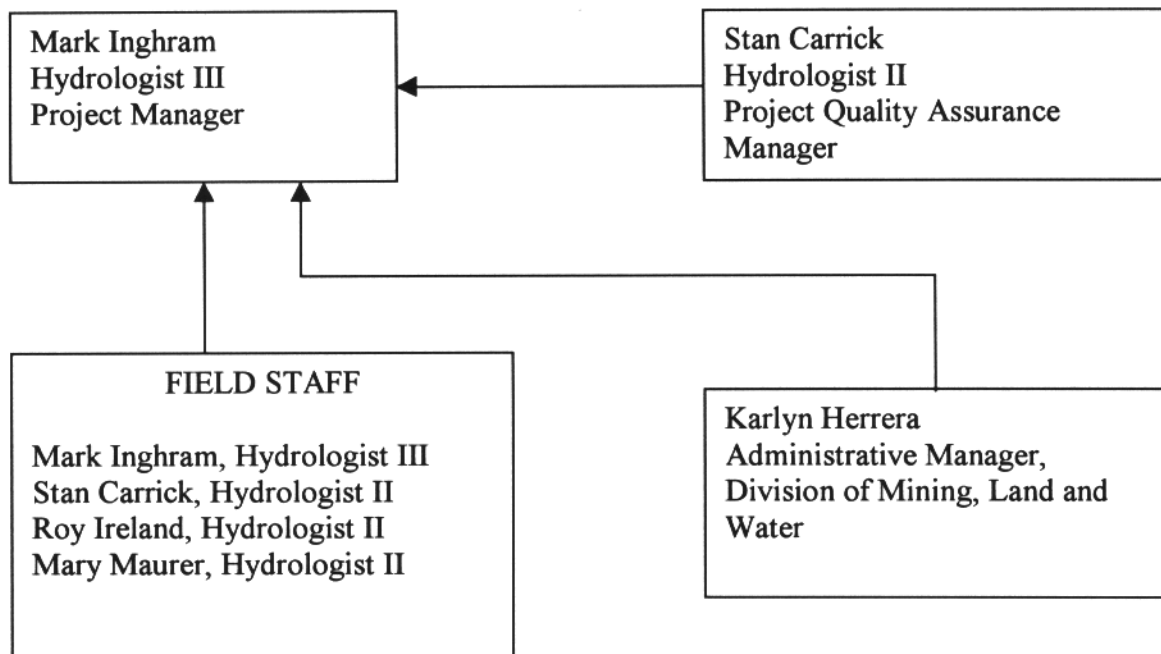 Mark Inghram
Hydrologist III
Project Manager
Stan Carrick
Hydrologist II
Project Quality Assurance
Manager
FIELD STAFF
Mark Inghram, Hydrologist III
Stan Carrick, Hydrologist II
Roy Ireland, Hydrologist II
Mary Maurer, Hydrologist II
Karlyn Herrera
Administrative Manager,
Division of Mining, Land and
Water